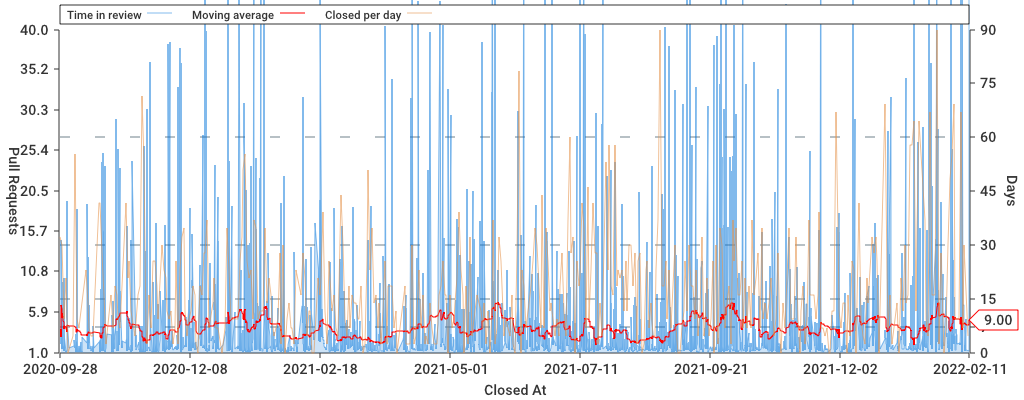 Time in review Moving average Closed per day
40.0 90
35.2 75
30.3
60
25.4
20.5 45
15.7
30
10.8
15
5.9
9.00
1.0 0
Pull Requests
Days
2020-09-28 2020-12-08 2021-02-18 2021-05-01 2021-07-11 2021-09-21 2021-12-02 2022-02-11
Closed At